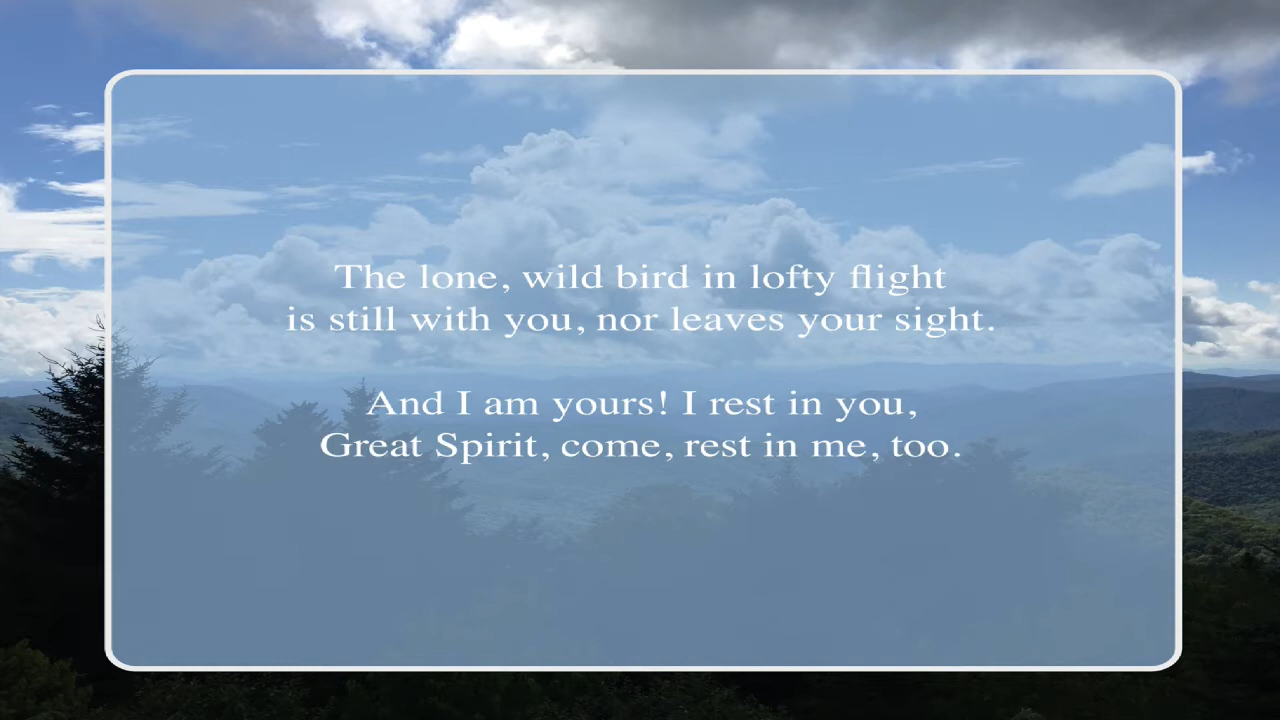 The lone, wild bird in lofty flight
is still with you, nor leaves your sight.
And I am yours! I rest in you,
Great Spirit, come, rest in me, too.